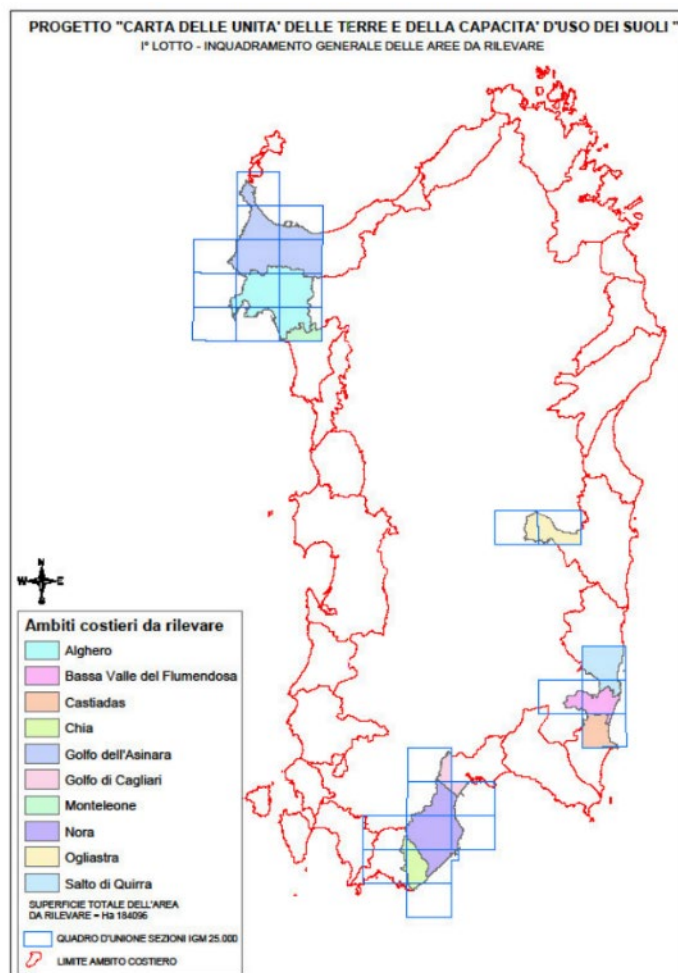 PROGETTO "CARTA DELLE UNITA' DELLE TERRE E DELLA CAPACITA' D'USO DEI SUOLI "
I° LOTTO - INQUADRAMENTO GENERALE DELLE AREE DA RILEVARE
N
W E
S
Ambiti costieri da rilevare
Alghero
Bassa Valle del Flumendosa
Castiadas
Chia
Golfo dell'Asinara
Golfo di Cagliari
Monteleone
Nora
Ogliastra
Salto di Quirra
SUPERFICIE TOTALE DELL'AREA
DA RILEVARE = Ha 184096
QUADRO D'UNIONE SEZIONI IGM 25.000
LIMITE AMBITO COSTIERO